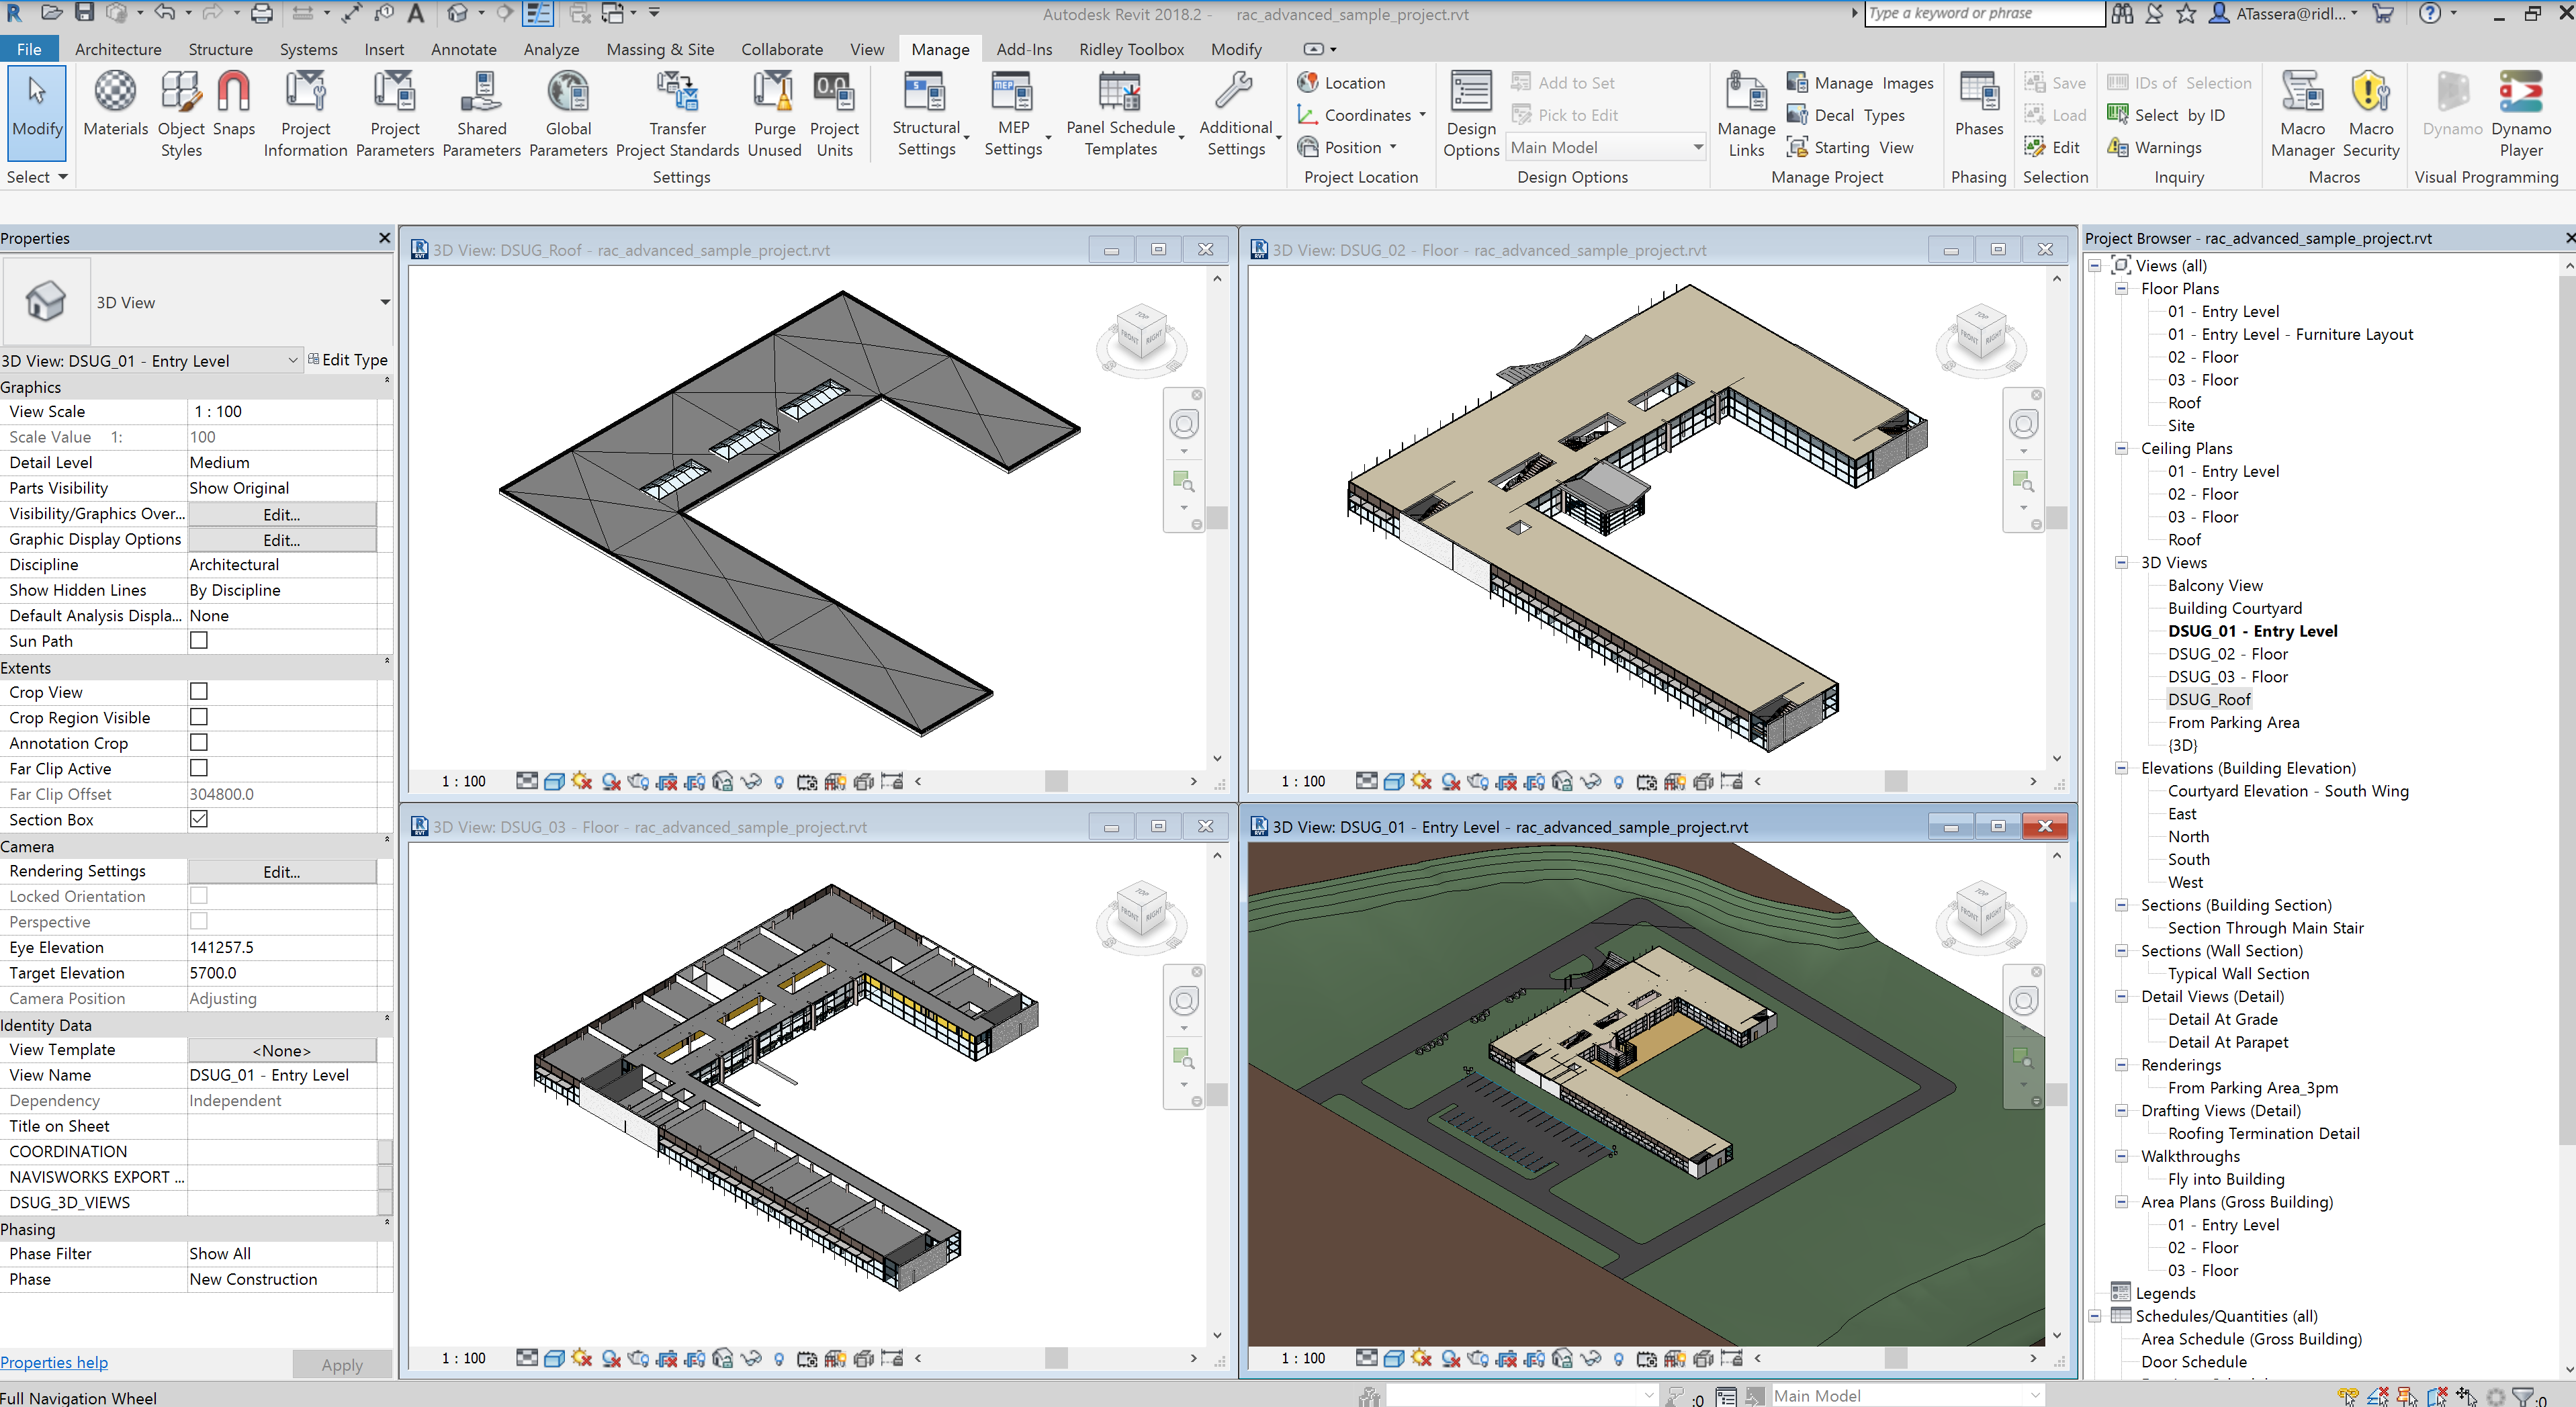 Autodesk Revit 2018.2 - rac_advanced_sample_project.rvt
Type a keyword or phrase
ATassera@ridl...
File Architecture Structure Systems Insert Annotate Analyze Massing & Site Collaborate View Manage Add-Ins Ridley Toolbox Modify
Modify
Materials
Object Styles
Snaps
Project Information
Project Parameters
Shared Parameters
Global Parameters
Transfer Project Standards
Purge Unused
Project Units
Structural Settings
MEP Settings
Panel Schedule Templates
Additional Settings
Location
Coordinates
Position
Design Options
Add to Set
Pick to Edit
Main Model
Manage Links
Manage Images
Decal Types
Starting View
Phases
Save
Load
Edit
IDs of Selection
Select by ID
Warnings
Macro Manager
Macro Security
Dynamo
Dynamo Player
Select
Settings
Project Location
Design Options
Manage Project
Phasing
Selection
Inquiry
Macros
Visual Programming
Properties
3D View
3D View: DSUG_01 - Entry Level
Edit Type
Graphics
View Scale 1 : 100
Scale Value 1: 100
Detail Level Medium
Parts Visibility Show Original
Visibility/Graphics Over... Edit...
Graphic Display Options Edit...
Discipline Architectural
Show Hidden Lines By Discipline
Default Analysis Displa... None
Sun Path
Extents
Crop View
Crop Region Visible
Annotation Crop
Far Clip Active
Far Clip Offset 304800.0
Section Box
Camera
Rendering Settings Edit...
Locked Orientation
Perspective
Eye Elevation 141257.5
Target Elevation 5700.0
Camera Position Adjusting
Identity Data
View Template <None>
View Name DSUG_01 - Entry Level
Dependency Independent
Title on Sheet
COORDINATION
NAVISWORKS EXPORT ...
DSUG_3D_VIEWS
Phasing
Phase Filter Show All
Phase New Construction
Properties help
Apply
3D View: DSUG_Roof - rac_advanced_sample_project.rvt
TOP
FRONT
RIGHT
1 : 100
3D View: DSUG_02 - Floor - rac_advanced_sample_project.rvt
TOP
FRONT
RIGHT
1 : 100
3D View: DSUG_03 - Floor - rac_advanced_sample_project.rvt
TOP
FRONT
RIGHT
1 : 100
3D View: DSUG_01 - Entry Level - rac_advanced_sample_project.rvt
TOP
FRONT
RIGHT
1 : 100
Project Browser - rac_advanced_sample_project.rvt
Views (all)
Floor Plans
01 - Entry Level
01 - Entry Level - Furniture Layout
02 - Floor
03 - Floor
Roof
Site
Ceiling Plans
01 - Entry Level
02 - Floor
03 - Floor
Roof
3D Views
Balcony View
Building Courtyard
DSUG_01 - Entry Level
DSUG_02 - Floor
DSUG_03 - Floor
DSUG_Roof
From Parking Area
{3D}
Elevations (Building Elevation)
Courtyard Elevation - South Wing
East
North
South
West
Sections (Building Section)
Section Through Main Stair
Sections (Wall Section)
Typical Wall Section
Detail Views (Detail)
Detail At Grade
Detail At Parapet
Renderings
From Parking Area_3pm
Drafting Views (Detail)
Roofing Termination Detail
Walkthroughs
Fly into Building
Area Plans (Gross Building)
01 - Entry Level
02 - Floor
03 - Floor
Legends
Schedules/Quantities (all)
Area Schedule (Gross Building)
Door Schedule
Full Navigation Wheel
:0
Main Model
:0